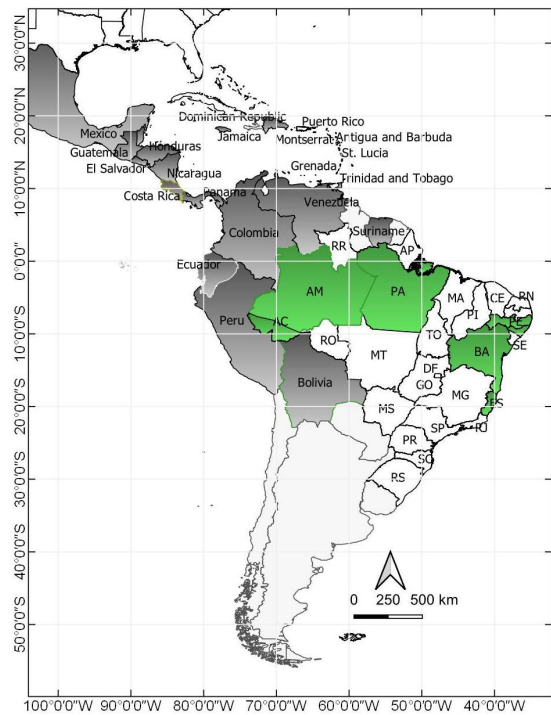 30°0'0"N
20°0'0"N
10°0'0"N
0°0'0"
10°0'0"S
20°0'0"S
30°0'0"S
40°0'0"S
50°0'0"S
Dominican Republic
Puerto Rico
Mexico
Jamaica
Montserrat
Antigua and Barbuda
Honduras
Guatemala
St. Lucia
El Salvador
Nicaragua
Grenada
Trinidad and Tobago
Costa Rica
Panama
Venezuela
Colombia
Suriname
RR
AP
Ecuador
AM
PA
MA
CE
RN
PI
Peru
AC
RO
TO
SE
BA
MT
DF
GO
Bolivia
MG
ES
MS
SP
RJ
PR
SC
RS
0 250 500 km
100°0'0"W 90°0'0"W 80°0'0"W 70°0'0"W 60°0'0"W 50°0'0"W 40°0'0"W